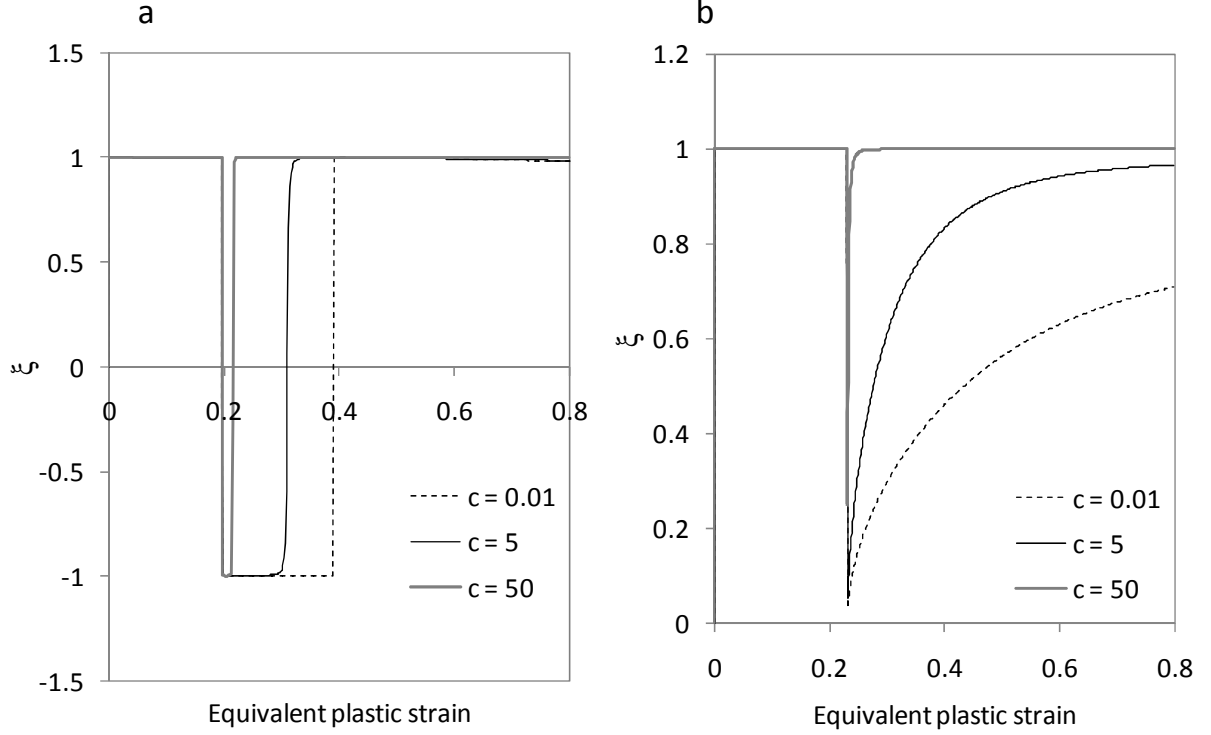 a
1.5
1
0.5
0
-0.5
-1
-1.5
ξ
0 0.2 0.4 0.6 0.8
c = 0.01
c = 5
c = 50
Equivalent plastic strain
b
1.2
1
0.8
0.6
0.4
0.2
0
ξ
0 0.2 0.4 0.6 0.8
c = 0.01
c = 5
c = 50
Equivalent plastic strain